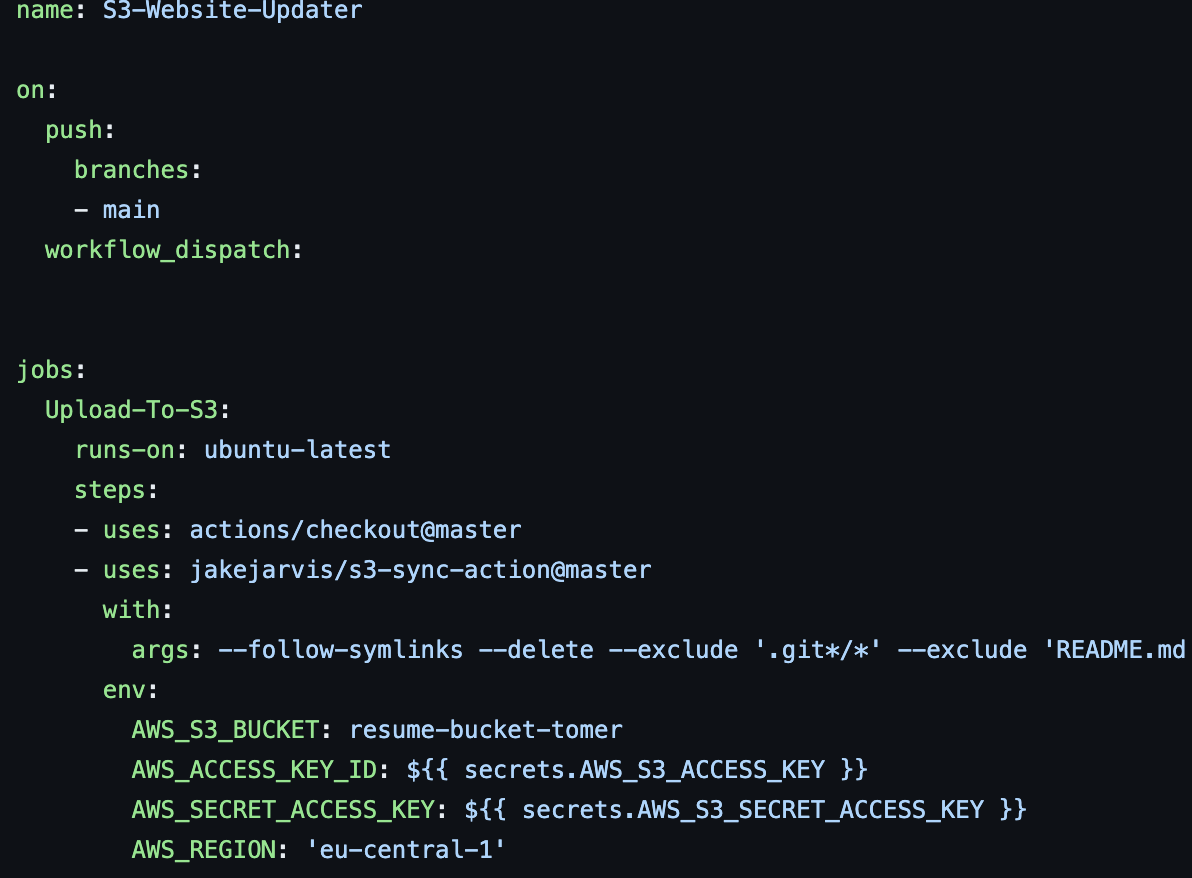 name: S3-Website-Updater
on:
  push:
    branches:
    - main
  workflow_dispatch:
jobs:
  Upload-To-S3:
    runs-on: ubuntu-latest
    steps:
    - uses: actions/checkout@master
    - uses: jakejarvis/s3-sync-action@master
      with:
        args: --follow-symlinks --delete --exclude '.git*/*' --exclude 'README.md
      env:
        AWS_S3_BUCKET: resume-bucket-tomer
        AWS_ACCESS_KEY_ID: ${{ secrets.AWS_S3_ACCESS_KEY }}
        AWS_SECRET_ACCESS_KEY: ${{ secrets.AWS_S3_SECRET_ACCESS_KEY }}
        AWS_REGION: 'eu-central-1'